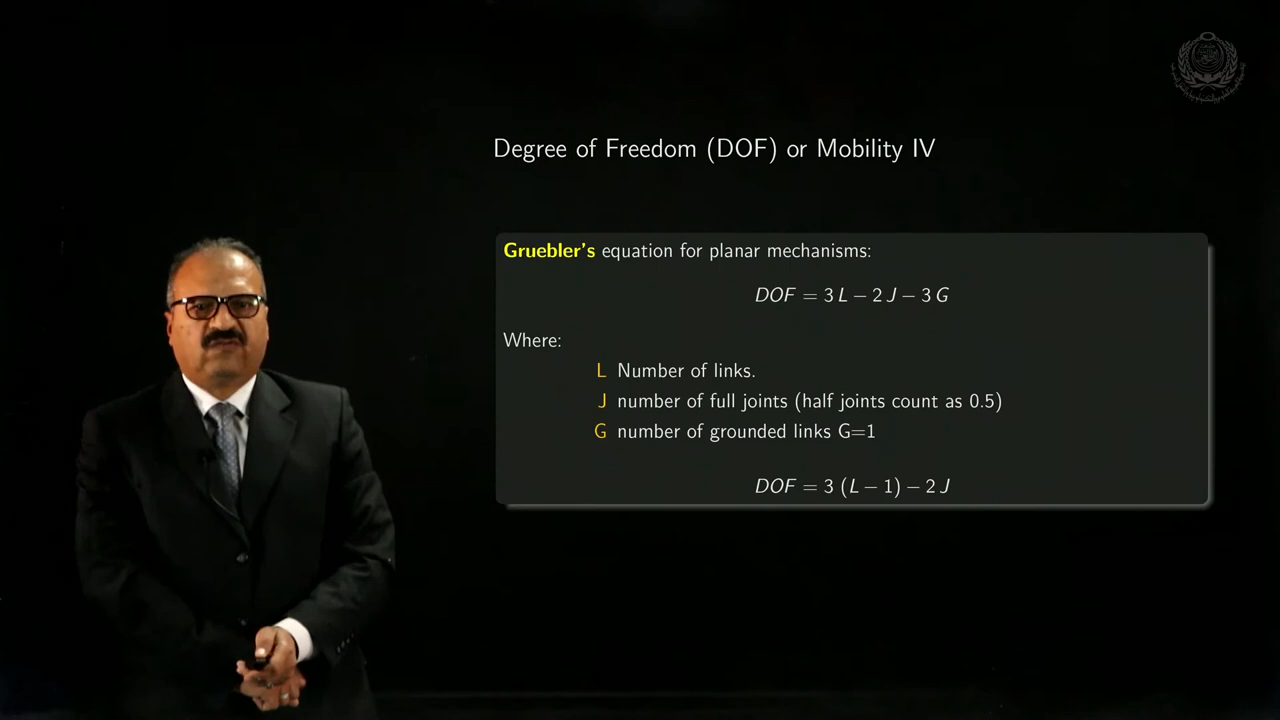 Degree of Freedom (DOF) or Mobility IV
Gruebler's equation for planar mechanisms:
DOF = 3 L − 2 J − 3 G
Where:
L Number of links.
J number of full joints (half joints count as 0.5)
G number of grounded links G=1
DOF = 3 (L − 1) − 2 J